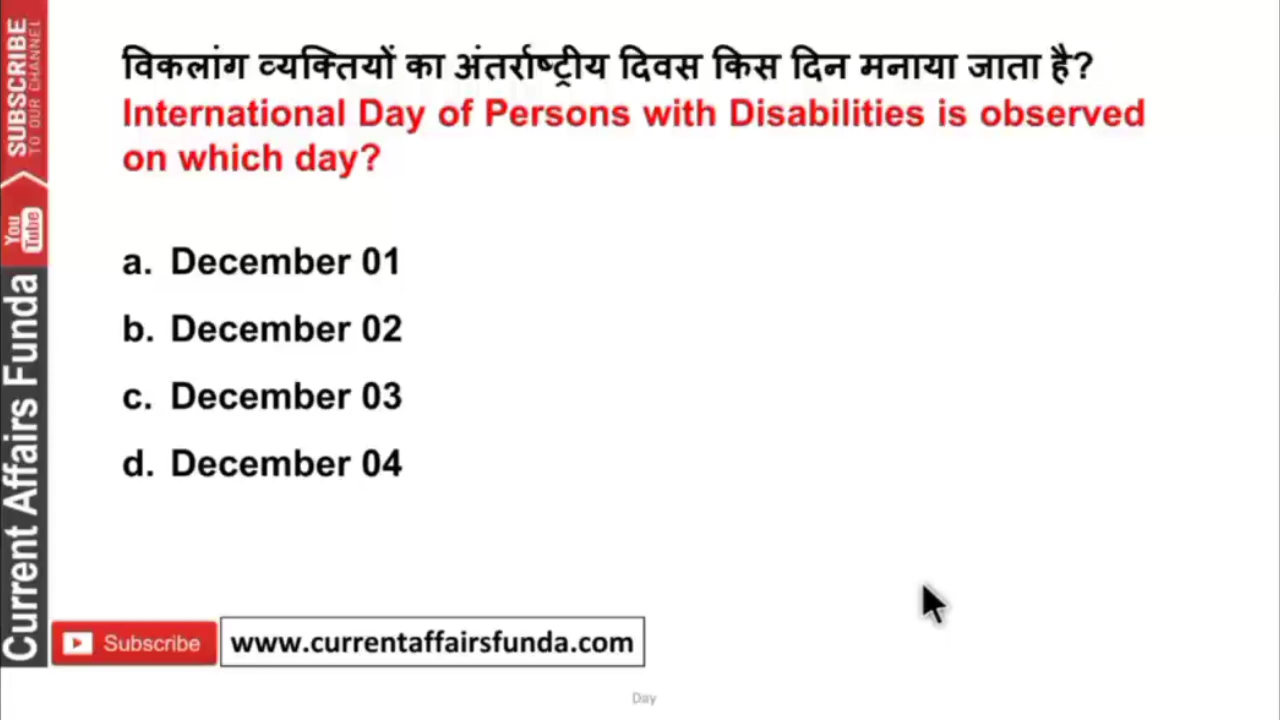 विकलांग व्यक्तियों का अंतर्राष्ट्रीय दिवस किस दिन मनाया जाता है?
International Day of Persons with Disabilities is observed
on which day?
a. December 01
b. December 02
c. December 03
d. December 04
SUBSCRIBE
TO OUR CHANNEL
You
Tube
Current Affairs Funda
Subscribe
www.currentaffairsfunda.com
Day